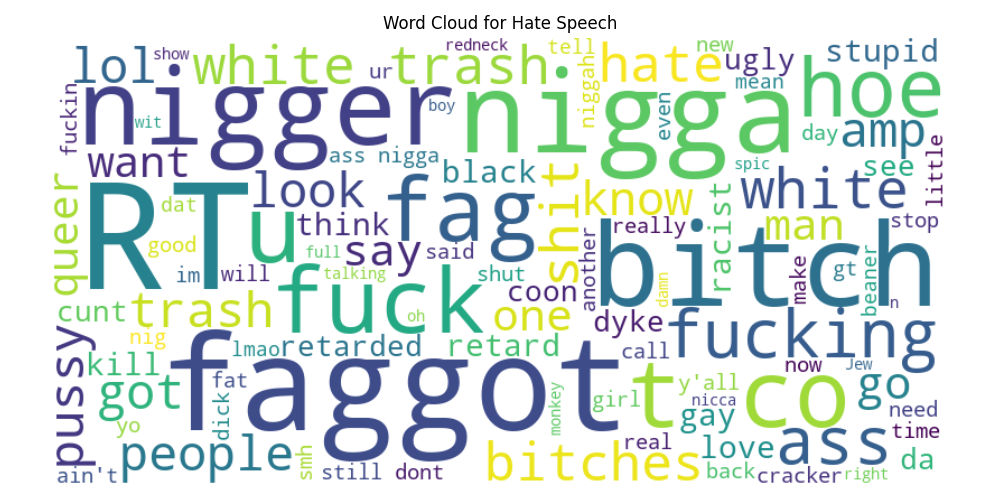 Word Cloud for Hate Speech
lol show white trash ur redneck tell hate new ugly stupid
fuckin nigger wit boy nigga niggahi even mean hoe day amp
want ass nigga black shit know spic white see little
queer RT dat look u think fag say said racist really man stop
good im will full talking shut another bitch damn make gt beaner n
cunt trash fuck oh coon one dyke fucking
pussy nig kill lmao retarded retard call now Jew
got fat faggot monkey girl t co y'all nicca go
yo dick gay need
people smh real love ass time
ain't still dont bitches back cracker right da